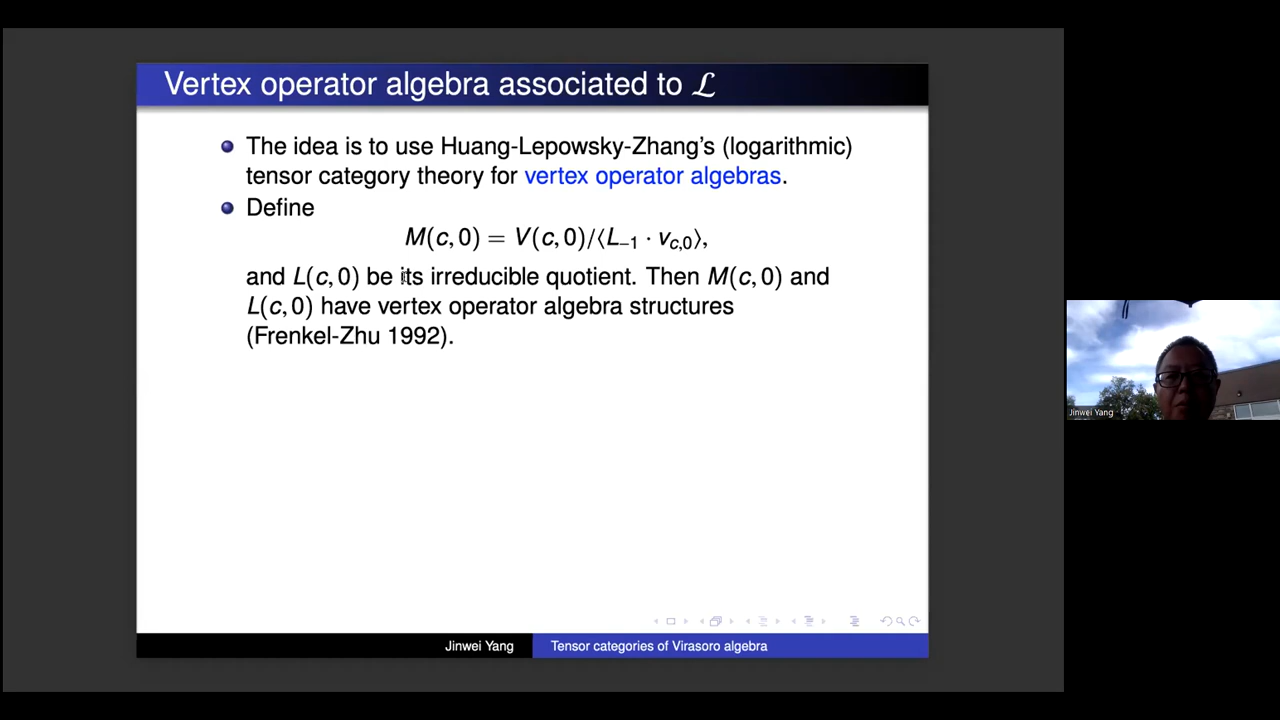 Vertex operator algebra associated to ℒ
The idea is to use Huang-Lepowsky-Zhang's (logarithmic)
tensor category theory for vertex operator algebras.
Define
M(c, 0) = V(c, 0)/⟨L₋₁ · v_{c,0}⟩,
and L(c, 0) be its irreducible quotient. Then M(c, 0) and
L(c, 0) have vertex operator algebra structures
(Frenkel-Zhu 1992).
Jinwei Yang
Jinwei Yang Tensor categories of Virasoro algebra